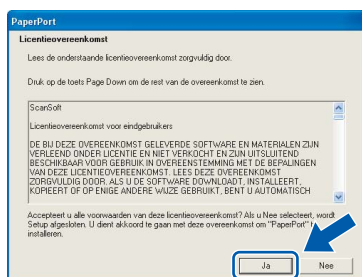 PaperPort
Licentieovereenkomst
Lees de onderstaande licentieovereenkomst zorgvuldig door.
Druk op de toets Page Down om de rest van de overeenkomst te zien.
ScanSoft
Licentieovereenkomst voor eindgebruikers
DE BIJ DEZE OVEREENKOMST GELEVERDE SOFTWARE EN MATERIALEN ZIJN
VERLEEND ONDER LICENTIE EN NIET VERKOCHT EN ZIJN UITSLUITEND
BESCHIKBAAR VOOR GEBRUIK IN OVEREENSTEMMING MET DE BEPALINGEN
VAN DEZE LICENTIEOVEREENKOMST. LEES DEZE OVEREENKOMST
ZORGVULDIG DOOR. ALS U DE SOFTWARE DOWNLOADT, INSTALLEERT,
KOPIEERT OF OP ENIGE ANDERE WIJZE GEBRUIKT, BENT U AUTOMATISCH
Accepteert u alle voorwaarden van deze licentieovereenkomst? Als u Nee selecteert, wordt
Setup afgesloten. U dient akkoord te gaan met deze overeenkomst om "PaperPort" t
installeren.
Ja
Nee